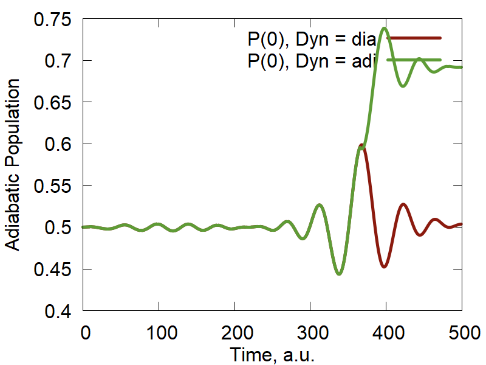 0.75
P(0), Dyn = dia
0.7
P(0), Dyn = adi
0.65
0.6
0.55
0.5
0.45
0.4
Adiabatic Population
0 100 200 300 400 500
Time, a.u.